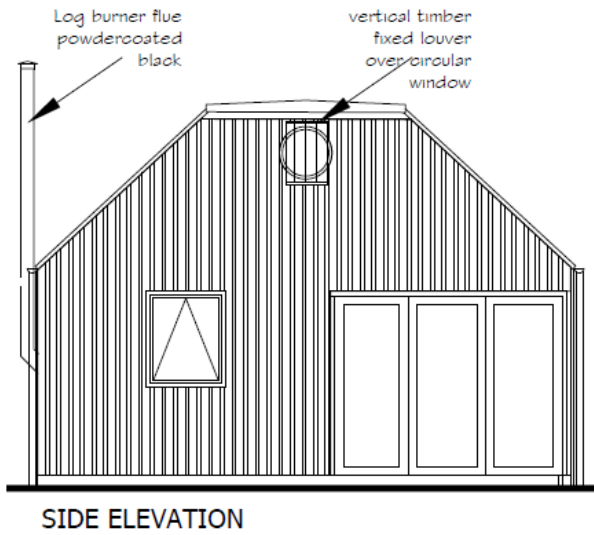 Log burner flue
powdercoated
black
vertical timber
fixed louver
over circular
window
SIDE ELEVATION